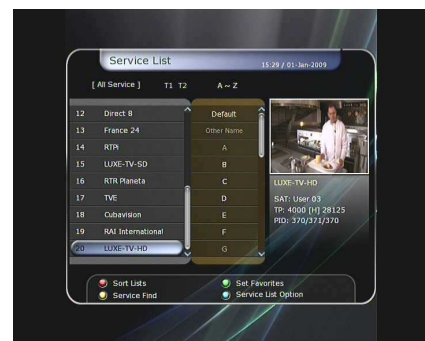 Service List
15:29 / 01-Jan-2009
[ All Service ] T1 T2 A ~ Z
12 Direct 8
13 France 24
14 RTPi
15 LUXE-TV-SD
16 RTR Planeta
17 TVE
18 Cubavision
19 RAI International
20 LUXE-TV-HD
Default
Other Name
A
B
C
D
E
F
G
LUXE-TV-HD
SAT: User 03
TP: 4000 [H] 28125
PID: 370/371/370
Sort Lists
Set Favorites
Service Find
Service List Option